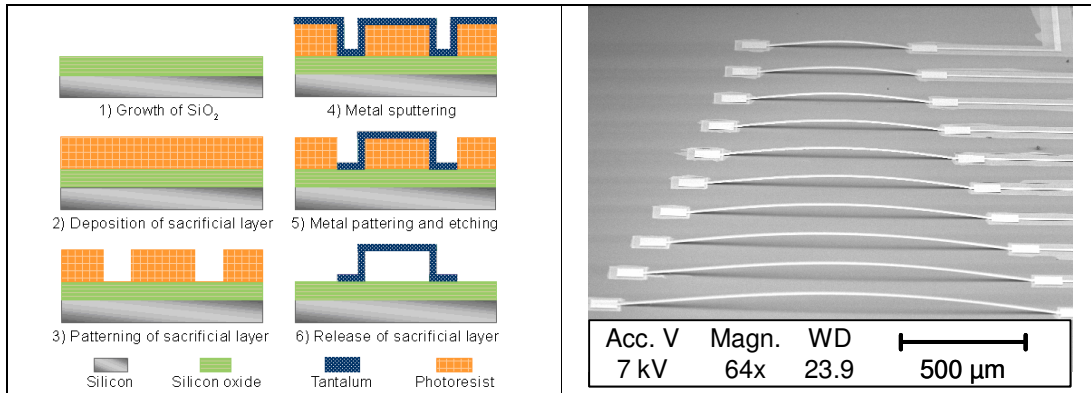 1) Growth of SiO₂
4) Metal sputtering
2) Deposition of sacrificial layer
5) Metal pattering and etching
3) Patterning of sacrificial layer
6) Release of sacrificial layer
Silicon
Silicon oxide
Tantalum
Photoresist
Acc. V Magn. WD
7 kV 64x 23.9 500 μm